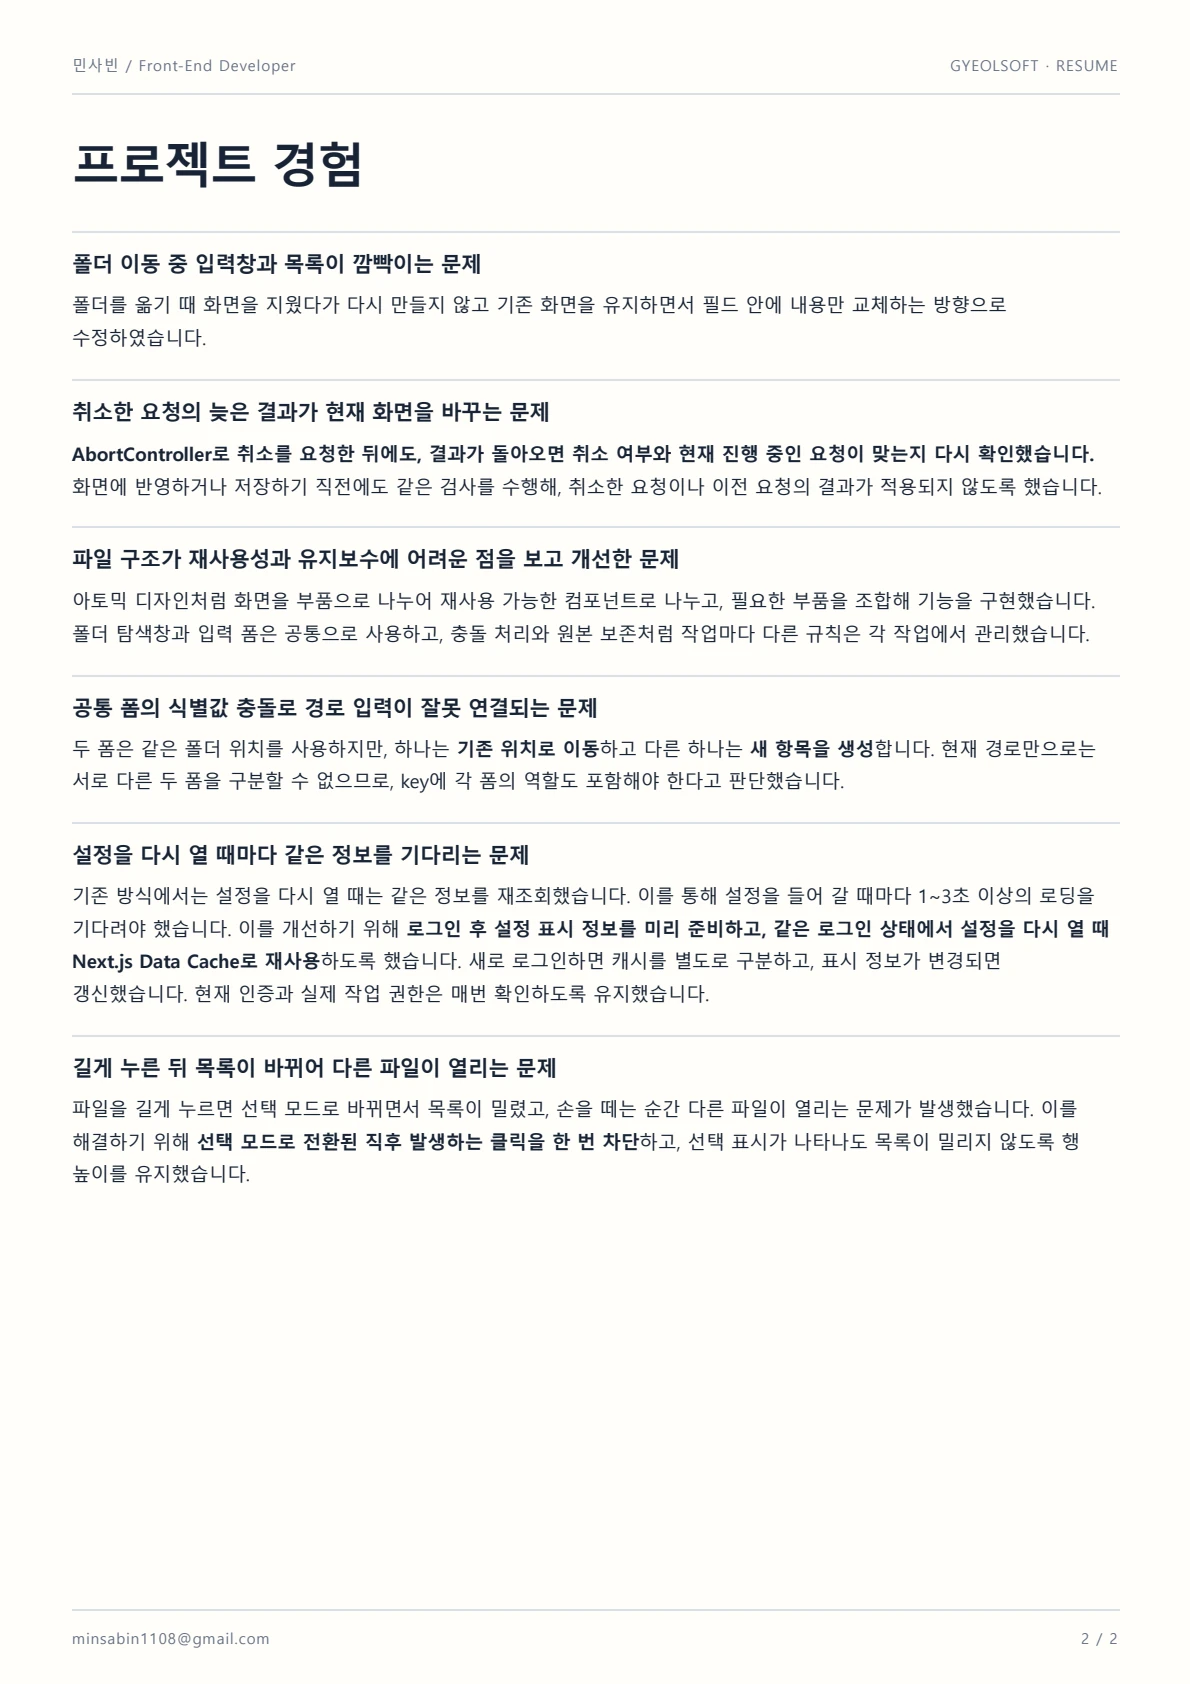 민사빈 / Front-End Developer
GYEOLSOFT · RESUME
프로젝트 경험
폴더 이동 중 입력창과 목록이 깜빡이는 문제
폴더를 옮기 때 화면을 지웠다가 다시 만들지 않고 기존 화면을 유지하면서 필드 안에 내용만 교체하는 방향으로
수정하였습니다.
취소한 요청의 늦은 결과가 현재 화면을 바꾸는 문제
AbortController로 취소를 요청한 뒤에도, 결과가 돌아오면 취소 여부와 현재 진행 중인 요청이 맞는지 다시 확인했습니다.
화면에 반영하거나 저장하기 직전에도 같은 검사를 수행해, 취소한 요청이나 이전 요청의 결과가 적용되지 않도록 했습니다.
파일 구조가 재사용성과 유지보수에 어려운 점을 보고 개선한 문제
아토믹 디자인처럼 화면을 부품으로 나누어 재사용 가능한 컴포넌트로 나누고, 필요한 부품을 조합해 기능을 구현했습니다.
폴더 탐색창과 입력 폼은 공통으로 사용하고, 충돌 처리와 원본 보존처럼 작업마다 다른 규칙은 각 작업에서 관리했습니다.
공통 폼의 식별값 충돌로 경로 입력이 잘못 연결되는 문제
두 폼은 같은 폴더 위치를 사용하지만, 하나는 기존 위치로 이동하고 다른 하나는 새 항목을 생성합니다. 현재 경로만으로는
서로 다른 두 폼을 구분할 수 없으므로, key에 각 폼의 역할도 포함해야 한다고 판단했습니다.
설정을 다시 열 때마다 같은 정보를 기다리는 문제
기존 방식에서는 설정을 다시 열 때는 같은 정보를 재조회했습니다. 이를 통해 설정을 들어 갈 때마다 1~3초 이상의 로딩을
기다려야 했습니다. 이를 개선하기 위해 로그인 후 설정 표시 정보를 미리 준비하고, 같은 로그인 상태에서 설정을 다시 열 때
Next.js Data Cache로 재사용하도록 했습니다. 새로 로그인하면 캐시를 별도로 구분하고, 표시 정보가 변경되면
갱신했습니다. 현재 인증과 실제 작업 권한은 매번 확인하도록 유지했습니다.
길게 누른 뒤 목록이 바뀌어 다른 파일이 열리는 문제
파일을 길게 누르면 선택 모드로 바뀌면서 목록이 밀렸고, 손을 떼는 순간 다른 파일이 열리는 문제가 발생했습니다. 이를
해결하기 위해 선택 모드로 전환된 직후 발생하는 클릭을 한 번 차단하고, 선택 표시가 나타나도 목록이 밀리지 않도록 행
높이를 유지했습니다.
minsabin1108@gmail.com
2 / 2